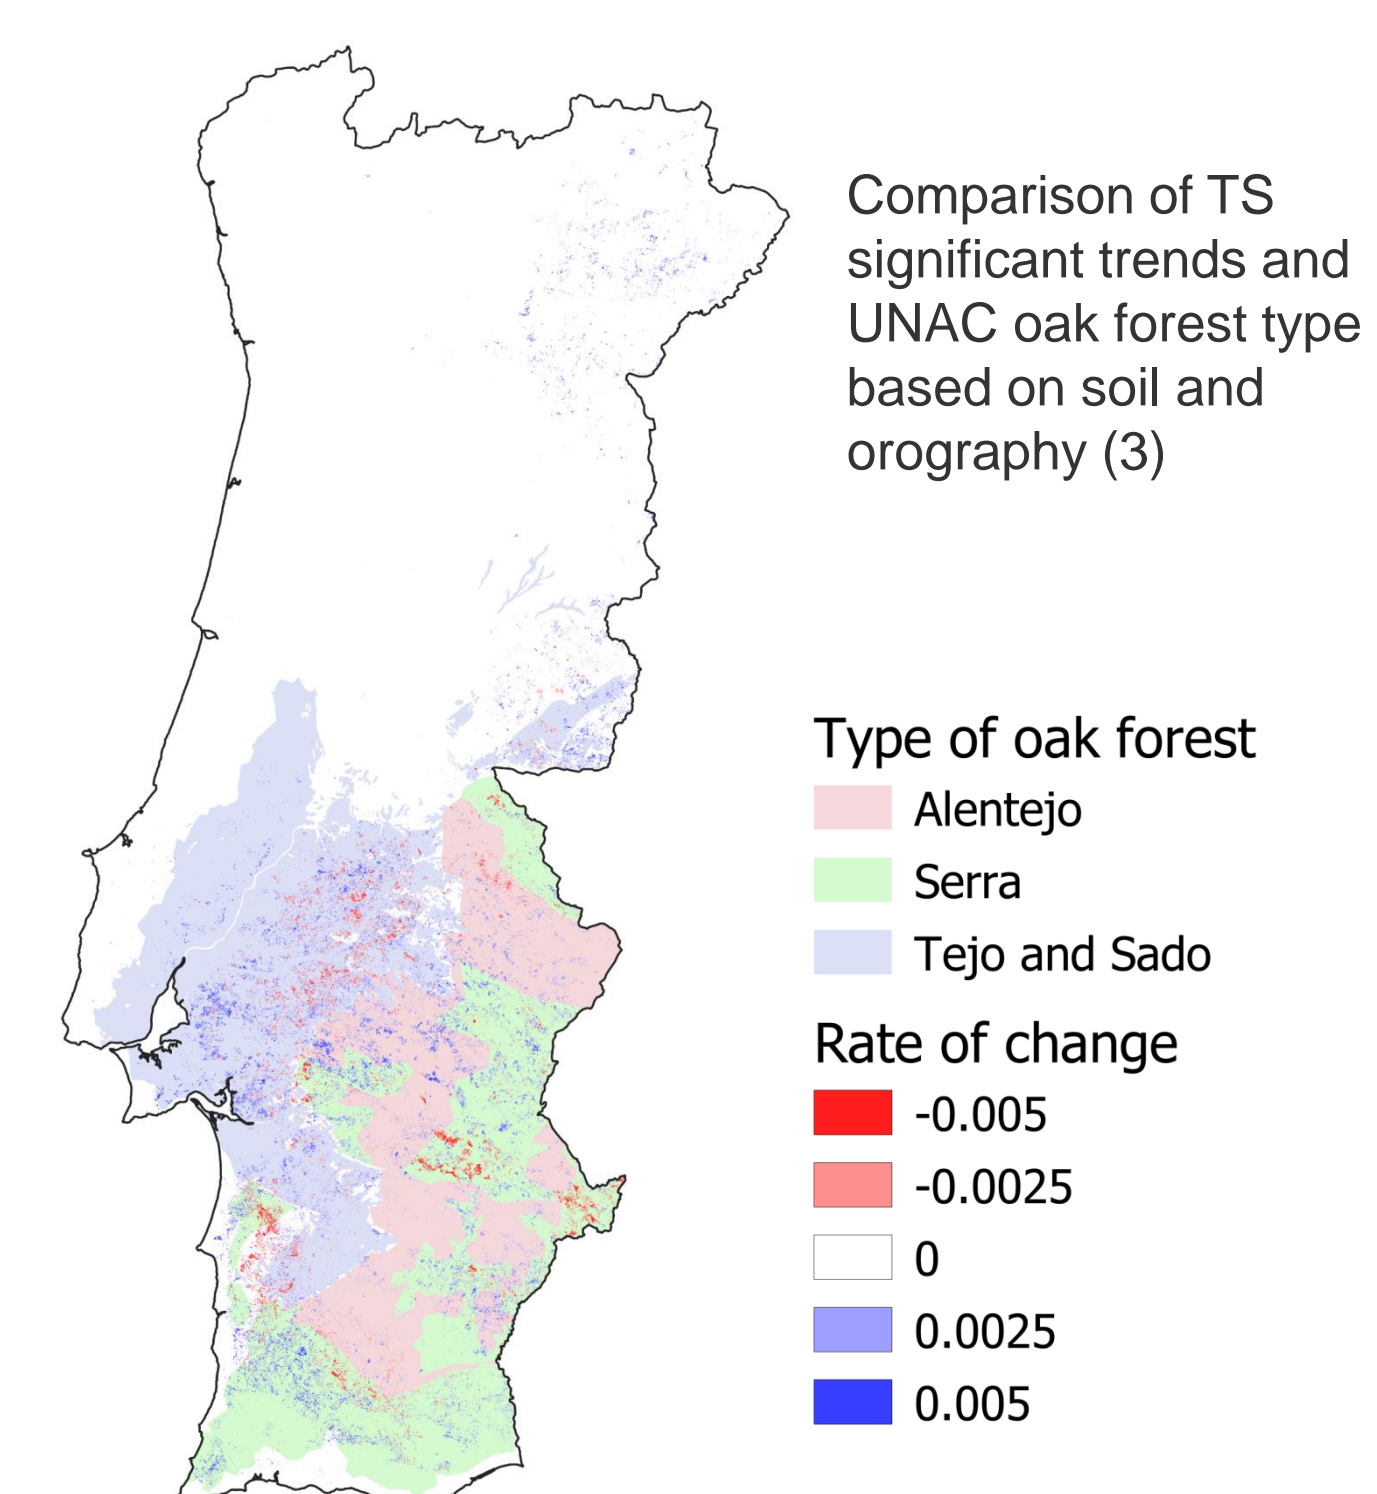 Comparison of TS
significant trends and
UNAC oak forest type
based on soil and
orography (3)
Type of oak forest
Alentejo
Serra
Tejo and Sado
Rate of change
-0.005
-0.0025
0
0.0025
0.005